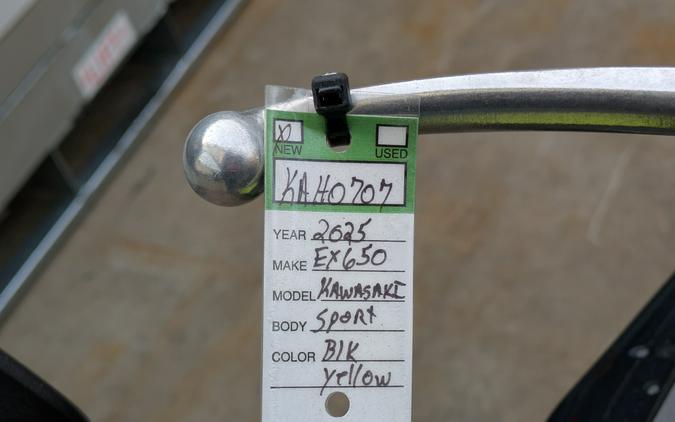 X
NEW USED
KAH0707
YEAR 2025
MAKE EX650
MODEL KAWASAKI
BODY SPORT
COLOR BlK
yellow